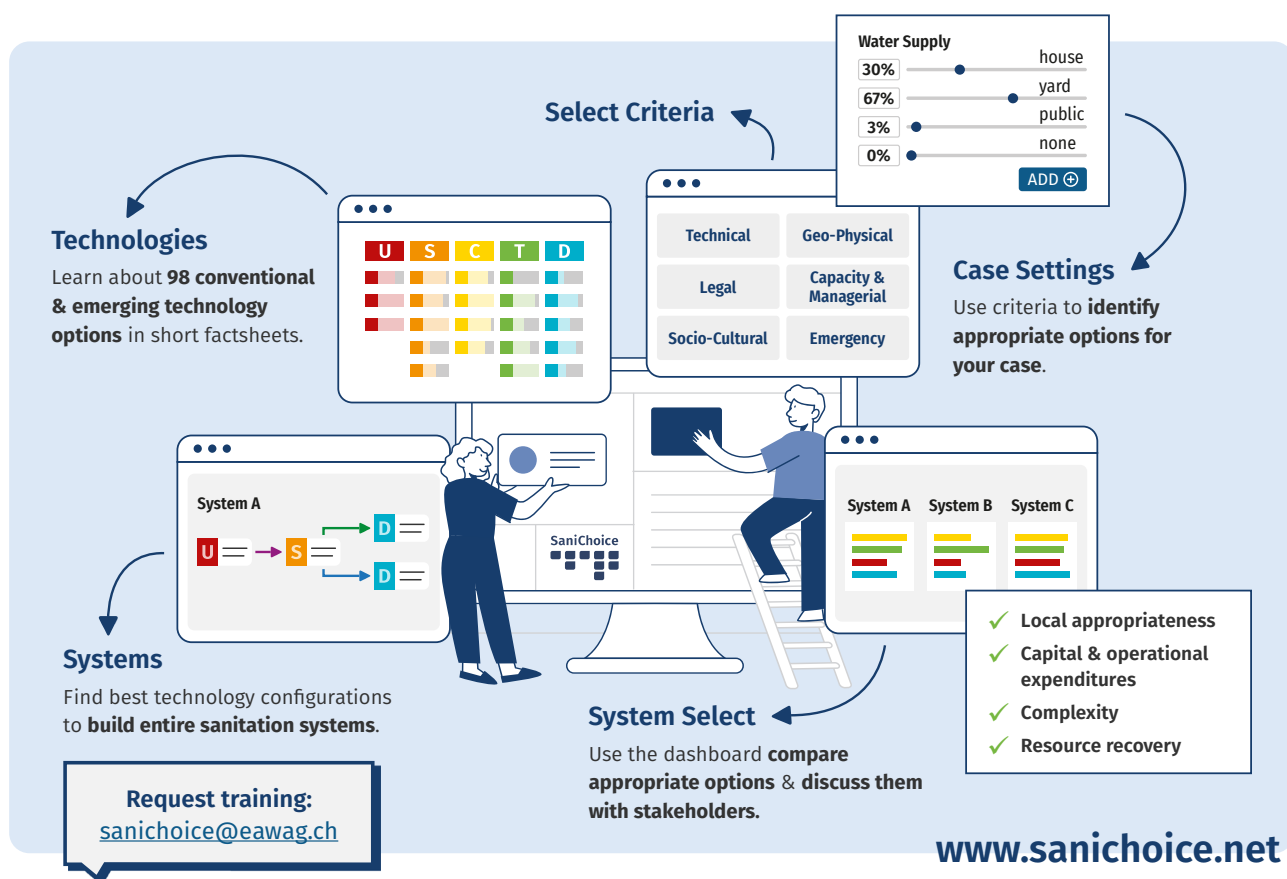 Water Supply
30%
house
67%
yard
3%
public
0%
none
ADD
Select Criteria
Technologies
Learn about 98 conventional
& emerging technology
options in short factsheets.
U S C T D
Technical
Geo-Physical
Legal
Capacity &
Managerial
Socio-Cultural
Emergency
Case Settings
Use criteria to identify
appropriate options for
your case.
System A
U
S
D
D
SaniChoice
System A
System B
System C
Local appropriateness
Capital & operational
expenditures
Complexity
Resource recovery
Systems
Find best technology configurations
to build entire sanitation systems.
System Select
Use the dashboard compare
appropriate options & discuss them
with stakeholders.
Request training:
sanichoice@eawag.ch
www.sanichoice.net